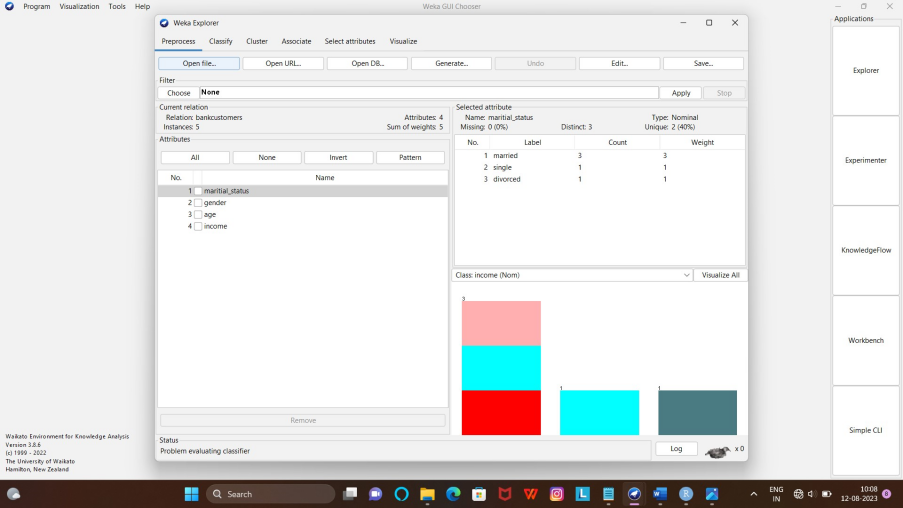 Program Visualization Tools Help
Weka GUI Chooser
Applications
Weka Explorer
Preprocess Classify Cluster Associate Select attributes Visualize
Open file... Open URL... Open DB... Generate... Undo Edit... Save...
Filter
Choose None Apply Stop
Current relation
Relation: bankcustomers Attributes: 4
Instances: 5 Sum of weights: 5
Attributes
All None Invert Pattern
No. Name
1 maritial_status
2 gender
3 age
4 income
Remove
Selected attribute
Name: maritial_status Type: Nominal
Missing: 0 (0%) Distinct: 3 Unique: 2 (40%)
No. Label Count Weight
1 married 3 3
2 single 1 1
3 divorced 1 1
Class: income (Nom) Visualize All
3
1
1
Status
Problem evaluating classifier
Log x 0
Explorer
Experimenter
KnowledgeFlow
Workbench
Simple CLI
Waikato Environment for Knowledge Analysis
Version 3.8.6
(c) 1999 - 2022
The University of Waikato
Hamilton, New Zealand
Search
L
W
R
ENG
IN
10:08
12-08-2023
8